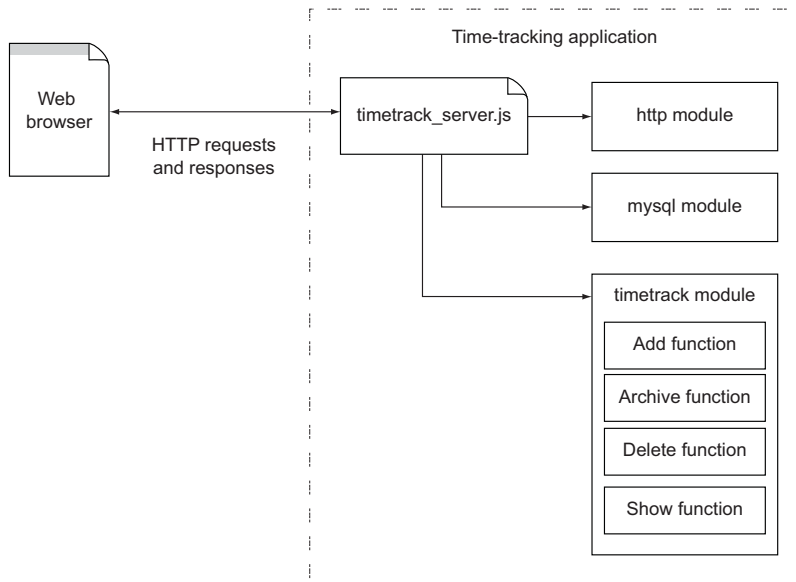 Time-tracking application
Web
browser
timetrack_server.js
http module
HTTP requests
and responses
mysql module
timetrack module
Add function
Archive function
Delete function
Show function